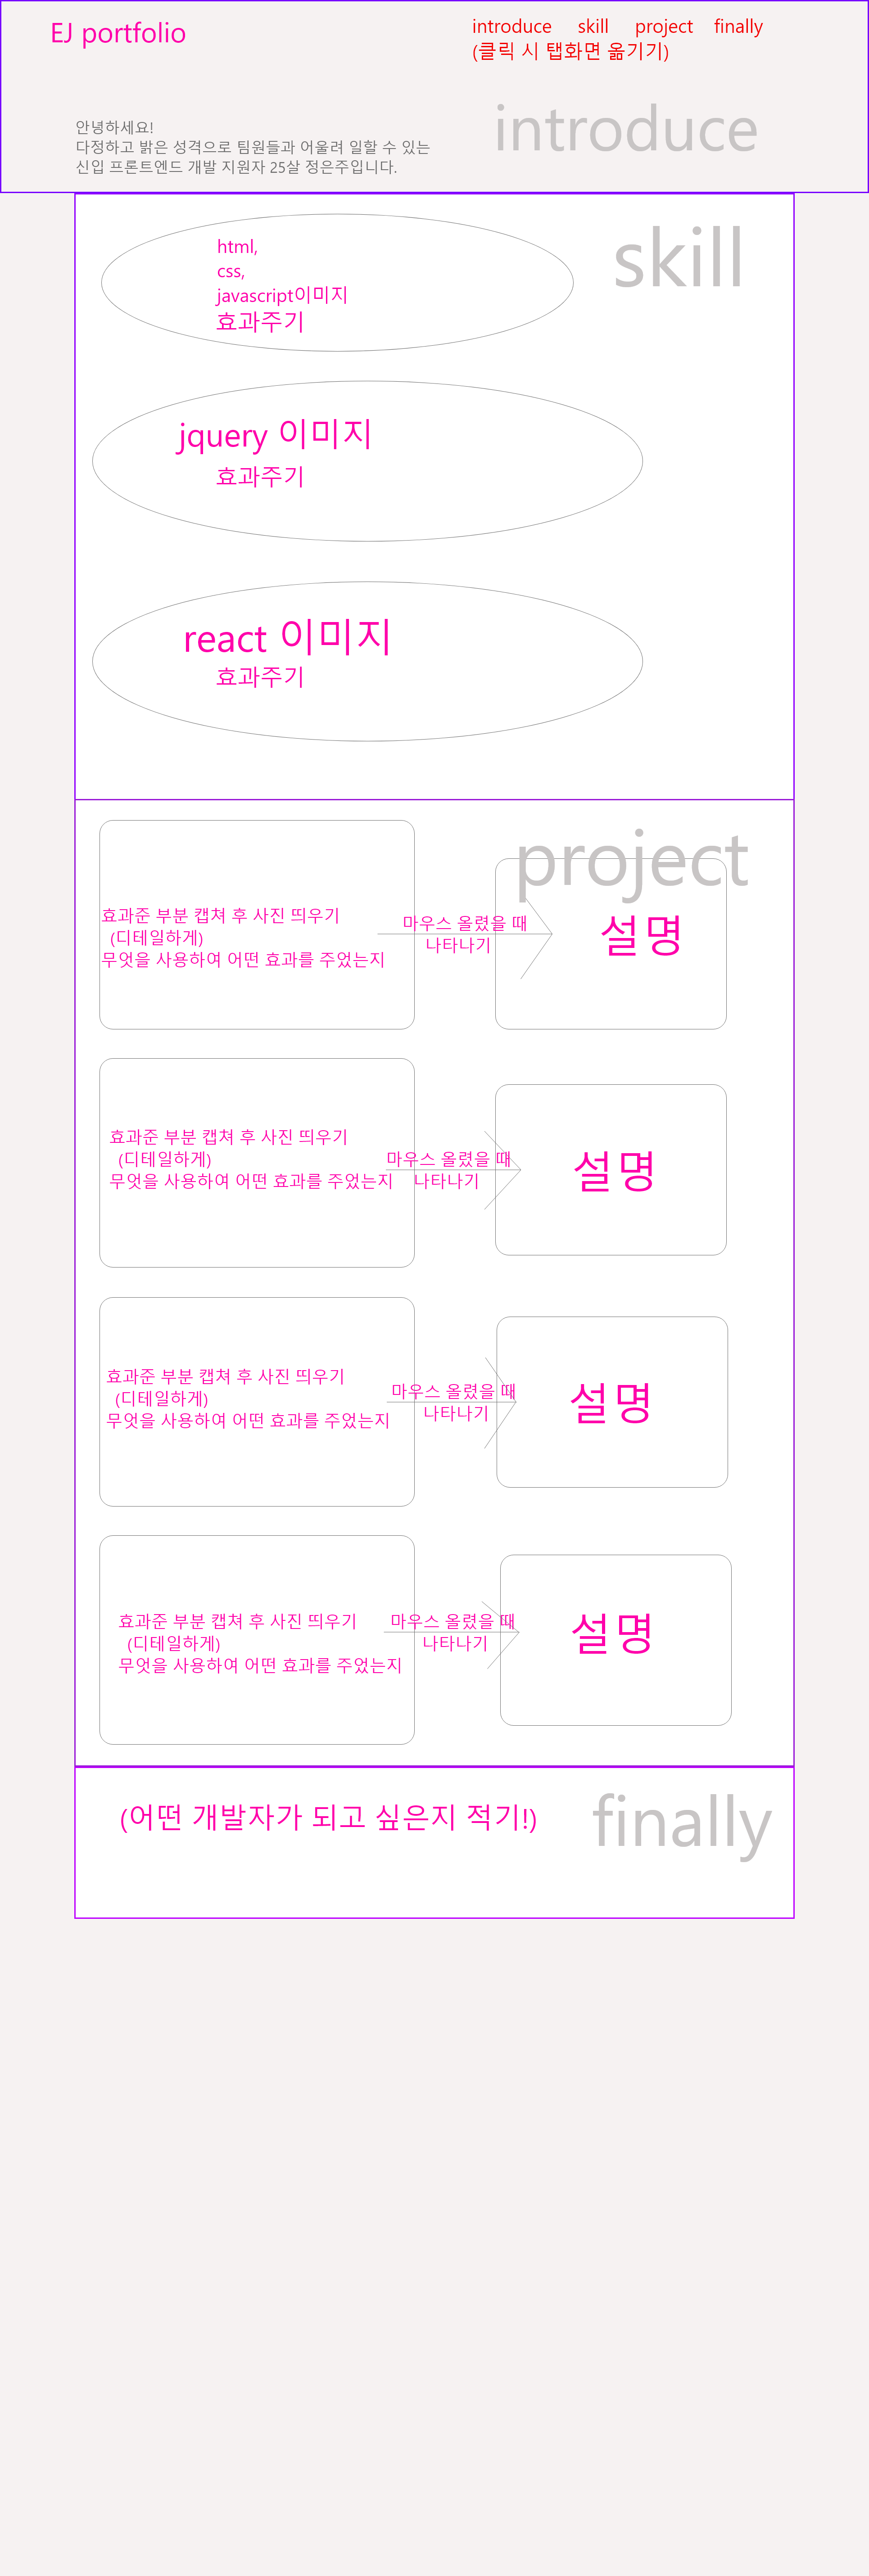 EJ portfolio
introduce skill project finally
(클릭 시 탭화면 옮기기)
introduce
안녕하세요!
다정하고 밝은 성격으로 팀원들과 어울려 일할 수 있는
신입 프론트엔드 개발 지원자 25살 정은주입니다.
skill
html,
css,
javascript이미지
효과주기
jquery 이미지
효과주기
react 이미지
효과주기
project
효과준 부분 캡쳐 후 사진 띄우기
(디테일하게)
무엇을 사용하여 어떤 효과를 주었는지
마우스 올렸을 때
나타나기
설명
효과준 부분 캡쳐 후 사진 띄우기
(디테일하게)
무엇을 사용하여 어떤 효과를 주었는지
마우스 올렸을 때
나타나기
설명
효과준 부분 캡쳐 후 사진 띄우기
(디테일하게)
무엇을 사용하여 어떤 효과를 주었는지
마우스 올렸을 때
나타나기
설명
효과준 부분 캡쳐 후 사진 띄우기
(디테일하게)
무엇을 사용하여 어떤 효과를 주었는지
마우스 올렸을 때
나타나기
설명
(어떤 개발자가 되고 싶은지 적기!)
finally